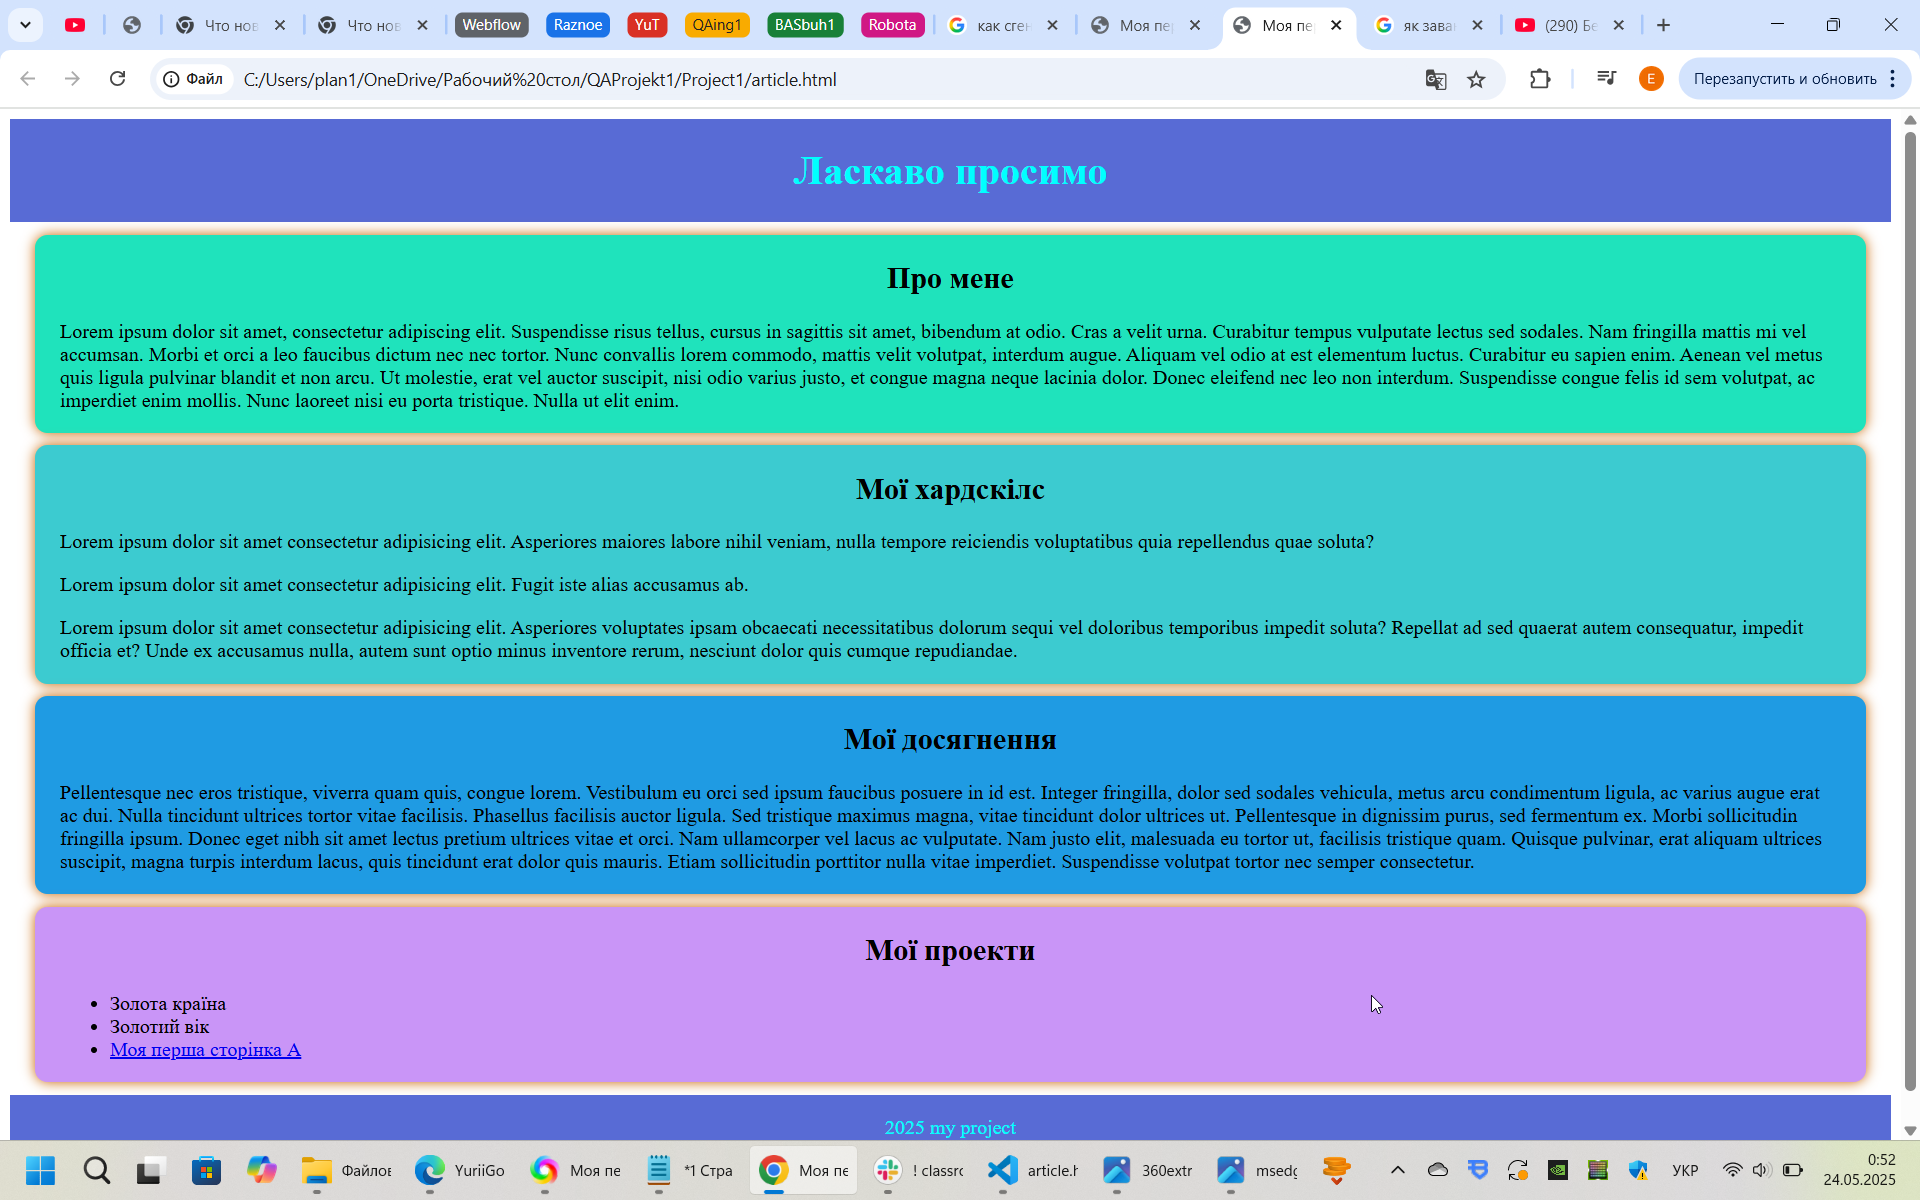 Что нов
Что нов
Webflow
Raznoe
YuT
QAing1
BASbuh1
Robota
как сген
Моя пе
Моя пе
як зава
(290) Бе
Файл
C:/Users/plan1/OneDrive/Рабочий%20стол/QAProjekt1/Project1/article.html
E
Перезапустить и обновить
Ласкаво просимо
Про мене
Lorem ipsum dolor sit amet, consectetur adipiscing elit. Suspendisse risus tellus, cursus in sagittis sit amet, bibendum at odio. Cras a velit urna. Curabitur tempus vulputate lectus sed sodales. Nam fringilla mattis mi vel
accumsan. Morbi et orci a leo faucibus dictum nec nec tortor. Nunc convallis lorem commodo, mattis velit volutpat, interdum augue. Aliquam vel odio at est elementum luctus. Curabitur eu sapien enim. Aenean vel metus
quis ligula pulvinar blandit et non arcu. Ut molestie, erat vel auctor suscipit, nisi odio varius justo, et congue magna neque lacinia dolor. Donec eleifend nec leo non interdum. Suspendisse congue felis id sem volutpat, ac
imperdiet enim mollis. Nunc laoreet nisi eu porta tristique. Nulla ut elit enim.
Мої хардскілс
Lorem ipsum dolor sit amet consectetur adipisicing elit. Asperiores maiores labore nihil veniam, nulla tempore reiciendis voluptatibus quia repellendus quae soluta?
Lorem ipsum dolor sit amet consectetur adipisicing elit. Fugit iste alias accusamus ab.
Lorem ipsum dolor sit amet consectetur adipisicing elit. Asperiores voluptates ipsam obcaecati necessitatibus dolorum sequi vel doloribus temporibus impedit soluta? Repellat ad sed quaerat autem consequatur, impedit
officia et? Unde ex accusamus nulla, autem sunt optio minus inventore rerum, nesciunt dolor quis cumque repudiandae.
Мої досягнення
Pellentesque nec eros tristique, viverra quam quis, congue lorem. Vestibulum eu orci sed ipsum faucibus posuere in id est. Integer fringilla, dolor sed sodales vehicula, metus arcu condimentum ligula, ac varius augue erat
ac dui. Nulla tincidunt ultrices tortor vitae facilisis. Phasellus facilisis auctor ligula. Sed tristique maximus magna, vitae tincidunt dolor ultrices ut. Pellentesque in dignissim purus, sed fermentum ex. Morbi sollicitudin
fringilla ipsum. Donec eget nibh sit amet lectus pretium ultrices vitae et orci. Nam ullamcorper vel lacus ac vulputate. Nam justo elit, malesuada eu tortor ut, facilisis tristique quam. Quisque pulvinar, erat aliquam ultrices
suscipit, magna turpis interdum lacus, quis tincidunt erat dolor quis mauris. Etiam sollicitudin porttitor nulla vitae imperdiet. Suspendisse volutpat tortor nec semper consectetur.
Мої проекти
Золота країна
Золотий вік
Моя перша сторінка А
2025 my project
Файлов
YuriiGo
Моя пе
*1 Стра
Моя пе
! classro
article.h
360extr
msedg
УКР
0:52
24.05.2025